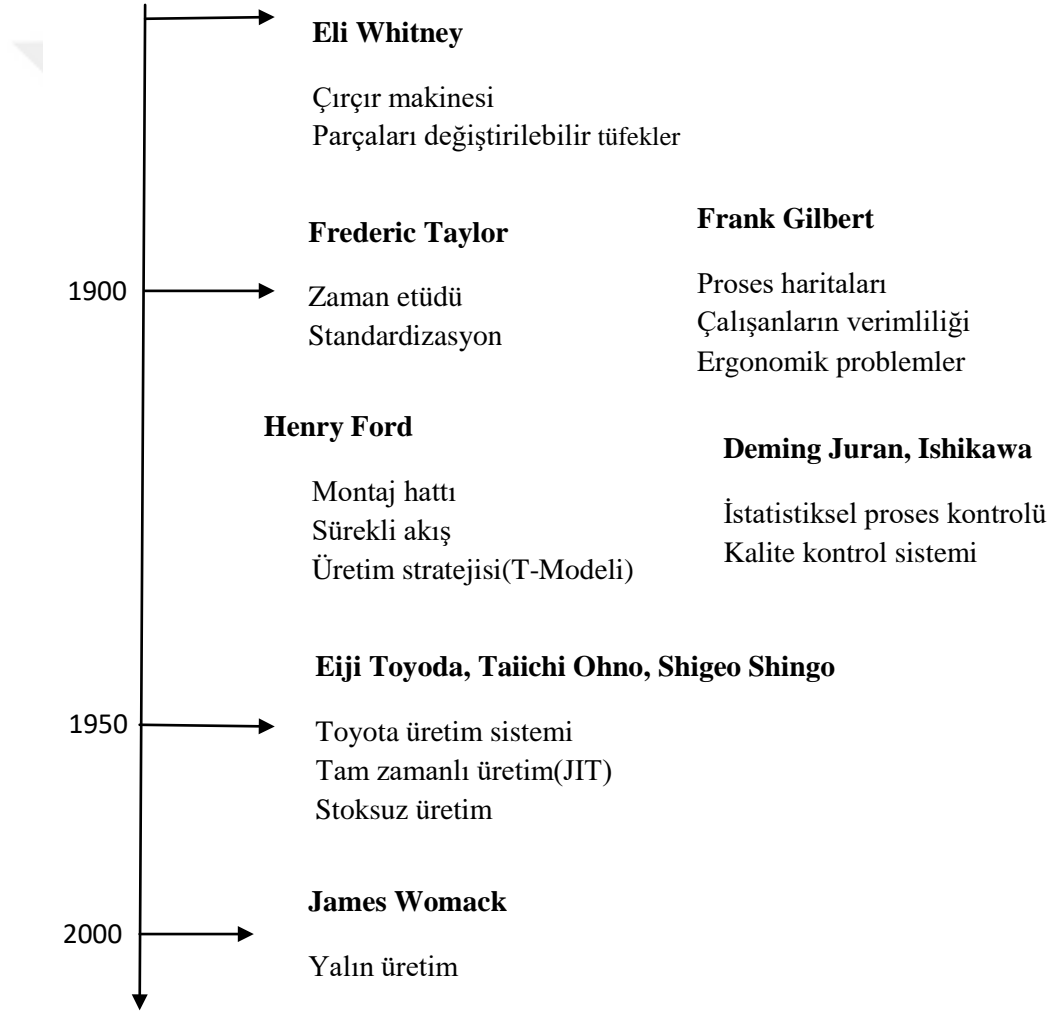 Eli Whitney
Çırçır makinesi
Parçaları değiştirilebilir tüfekler
Frederic Taylor
Frank Gilbert
1900
Zaman etüdü
Standardizasyon
Proses haritaları
Çalışanların verimliliği
Ergonomik problemler
Henry Ford
Montaj hattı
Sürekli akış
Üretim stratejisi(T-Modeli)
Deming Juran, Ishikawa
İstatistiksel proses kontrolü
Kalite kontrol sistemi
Eiji Toyoda, Taiichi Ohno, Shigeo Shingo
1950
Toyota üretim sistemi
Tam zamanlı üretim(JIT)
Stoksuz üretim
James Womack
2000
Yalın üretim